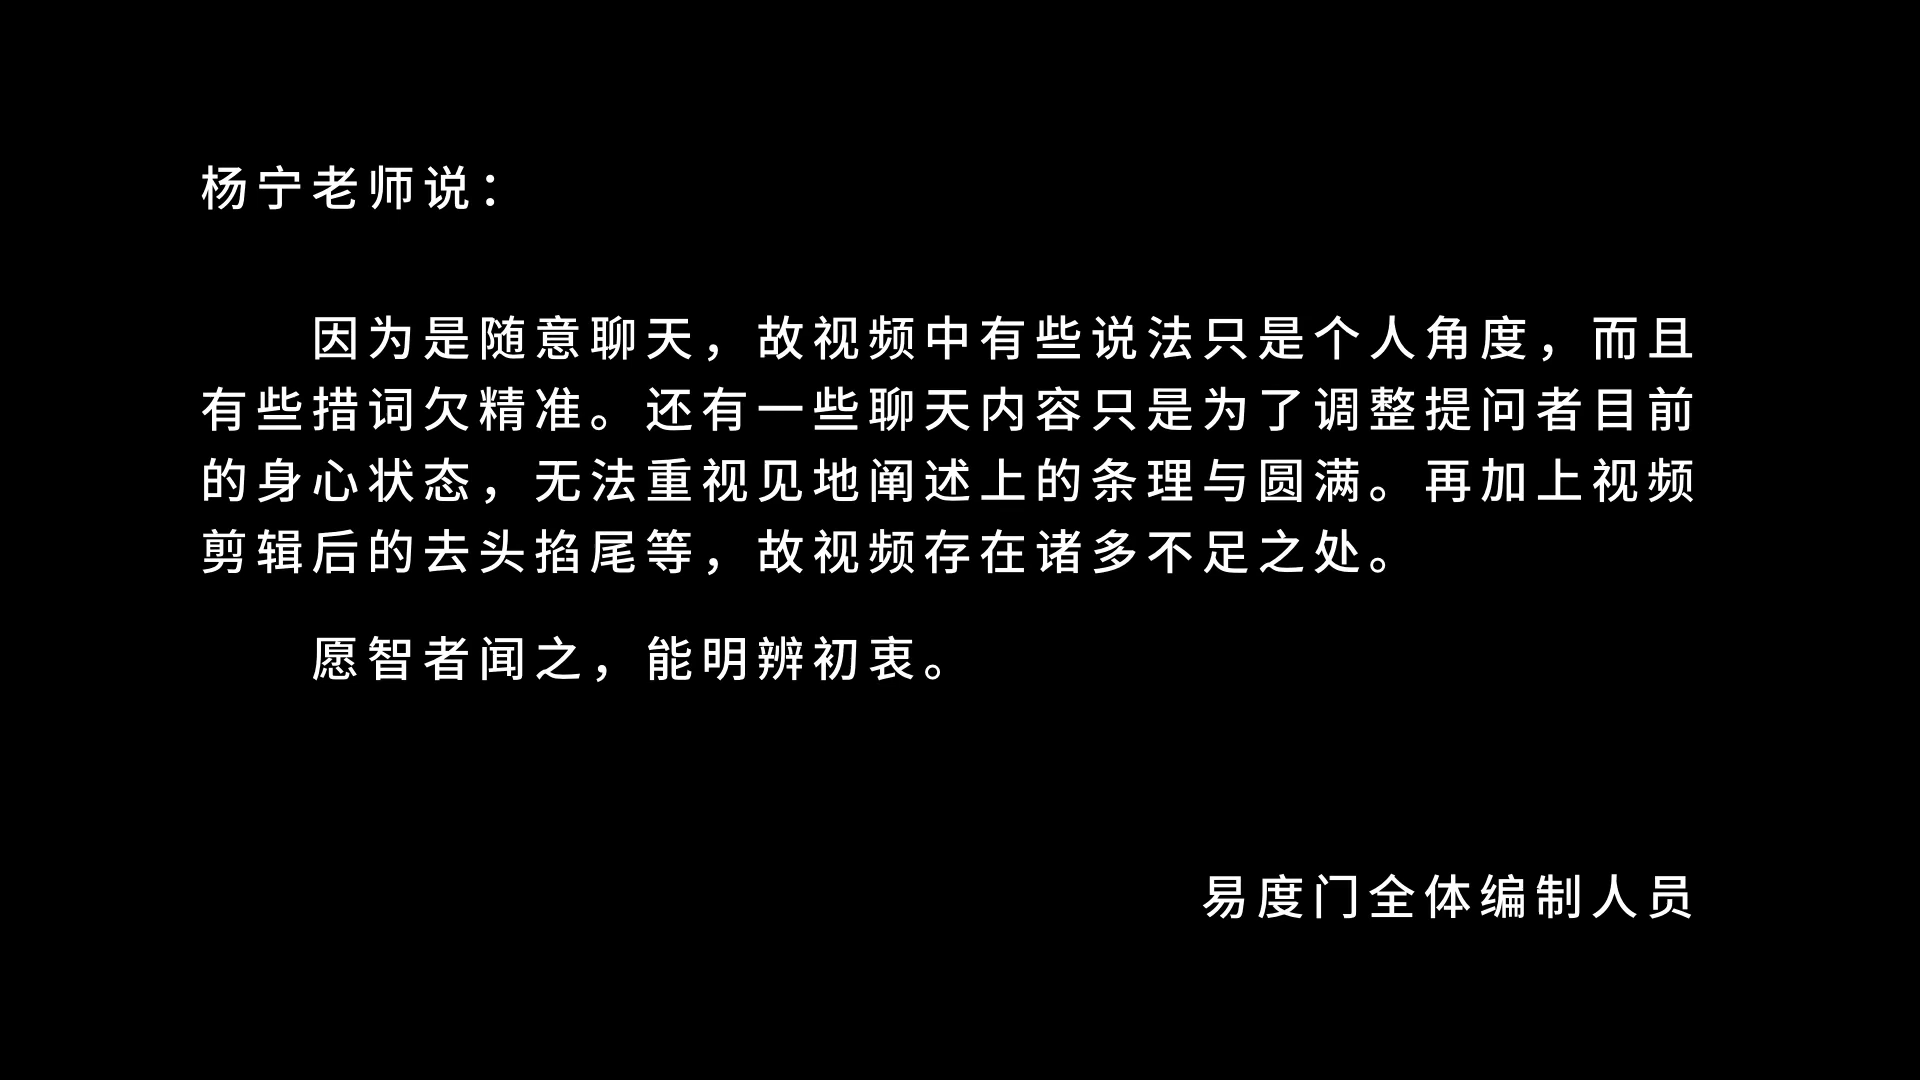 杨宁老师说：
因为是随意聊天，故视频中有些说法只是个人角度，而且
有些措词欠精准。还有一些聊天内容只是为了调整提问者目前
的身心状态，无法重视见地阐述上的条理与圆满。再加上视频
剪辑后的去头掐尾等，故视频存在诸多不足之处。
愿智者闻之，能明辨初衷。
易度门全体编制人员